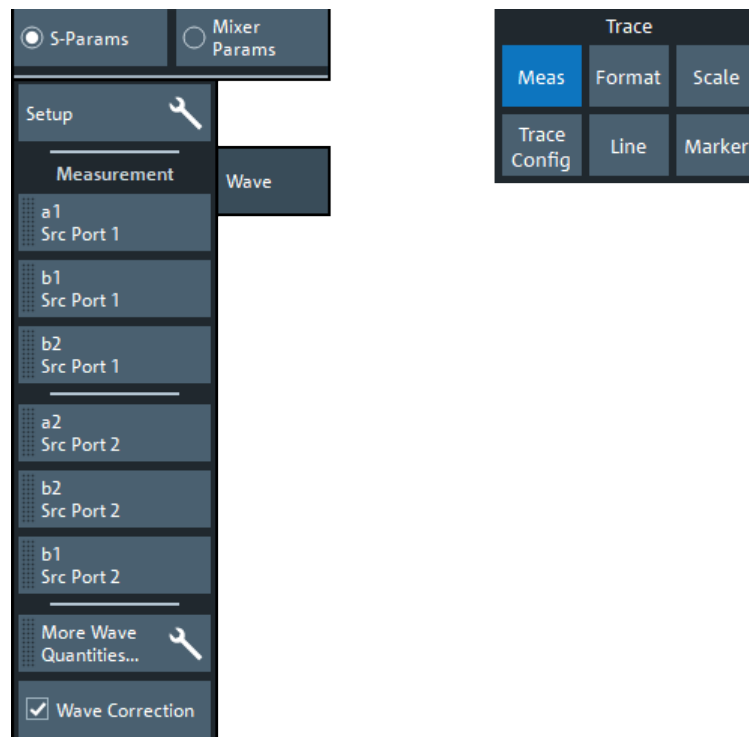 S-Params
Mixer
Params
Setup
Measurement
a1
Src Port 1
b1
Src Port 1
b2
Src Port 1
a2
Src Port 2
b2
Src Port 2
b1
Src Port 2
More Wave
Quantities...
Wave Correction
Wave
Trace
Meas
Format
Scale
Trace
Config
Line
Marker